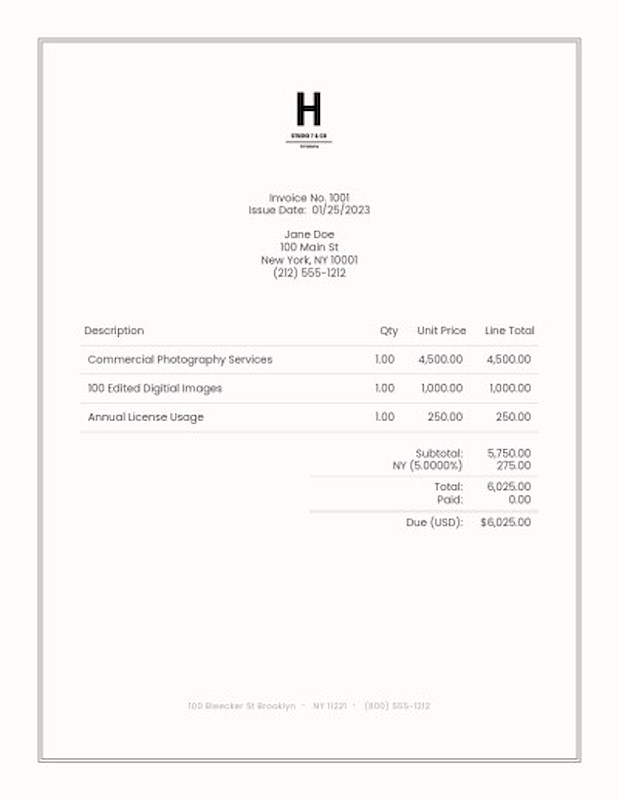 H
STUDIO 7 & CO
Invoice No. 1001
Issue Date: 01/25/2023
Jane Doe
100 Main St
New York, NY 10001
(212) 555-1212
Description Qty Unit Price Line Total
Commercial Photography Services 1.00 4,500.00 4,500.00
100 Edited Digitial Images 1.00 1,000.00 1,000.00
Annual License Usage 1.00 250.00 250.00
Subtotal: 5,750.00
NY (5.0000%) 275.00
Total: 6,025.00
Paid: 0.00
Due (USD): $6,025.00
100 Bleecker St Brooklyn · NY 11221 · (800) 555-1212